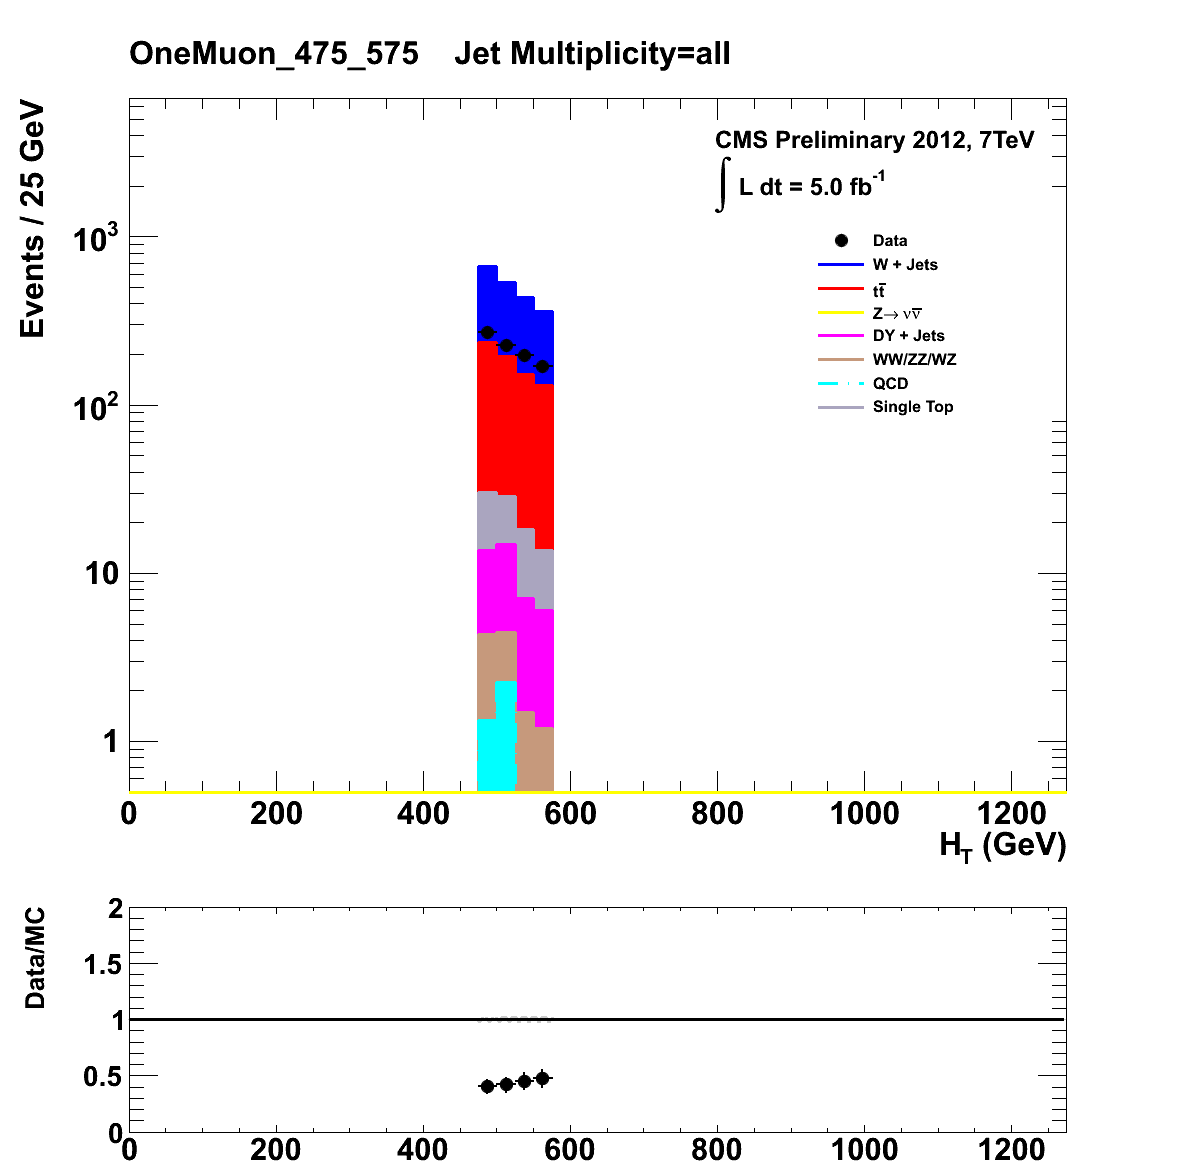 OneMuon_475_575 Jet Multiplicity=all
Events / 25 GeV
CMS Preliminary 2012, 7TeV
∫ L dt = 5.0 fb⁻¹
Data
W + Jets
tt̅
Z→ νν̅
DY + Jets
WW/ZZ/WZ
QCD
Single Top
10³
10²
10
1
0 200 400 600 800 1000 1200
H_T (GeV)
Data/MC
2
1.5
1
0.5
0
0 200 400 600 800 1000 1200